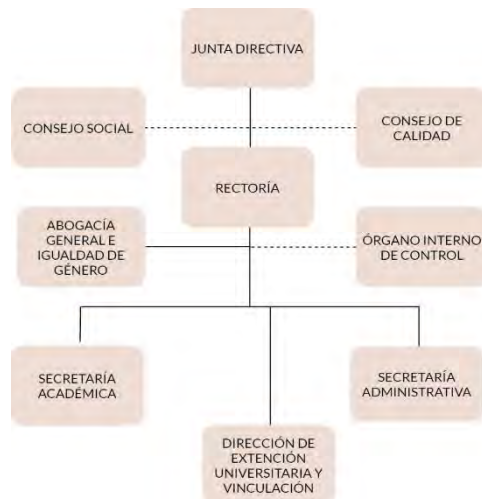 JUNTA DIRECTIVA
CONSEJO SOCIAL
CONSEJO DE
CALIDAD
RECTORÍA
ABOGACÍA
GENERAL E
IGUALDAD DE
GÉNERO
ÓRGANO INTERNO
DE CONTROL
SECRETARÍA
ACADÉMICA
SECRETARÍA
ADMINISTRATIVA
DIRECCIÓN DE
EXTENCIÓN
UNIVERSITARIA Y
VINCULACIÓN